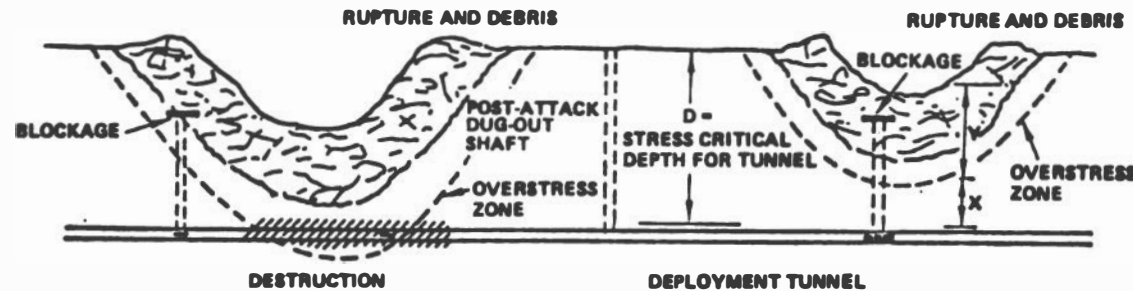 RUPTURE AND DEBRIS
RUPTURE AND DEBRIS
BLOCKAGE
BLOCKAGE
X
POST-ATTACK
DUG-OUT
SHAFT
D =
STRESS CRITICAL
DEPTH FOR TUNNEL
Y
OVERSTRESS
ZONE
OVERSTRESS
ZONE
X
DESTRUCTION
DEPLOYMENT TUNNEL